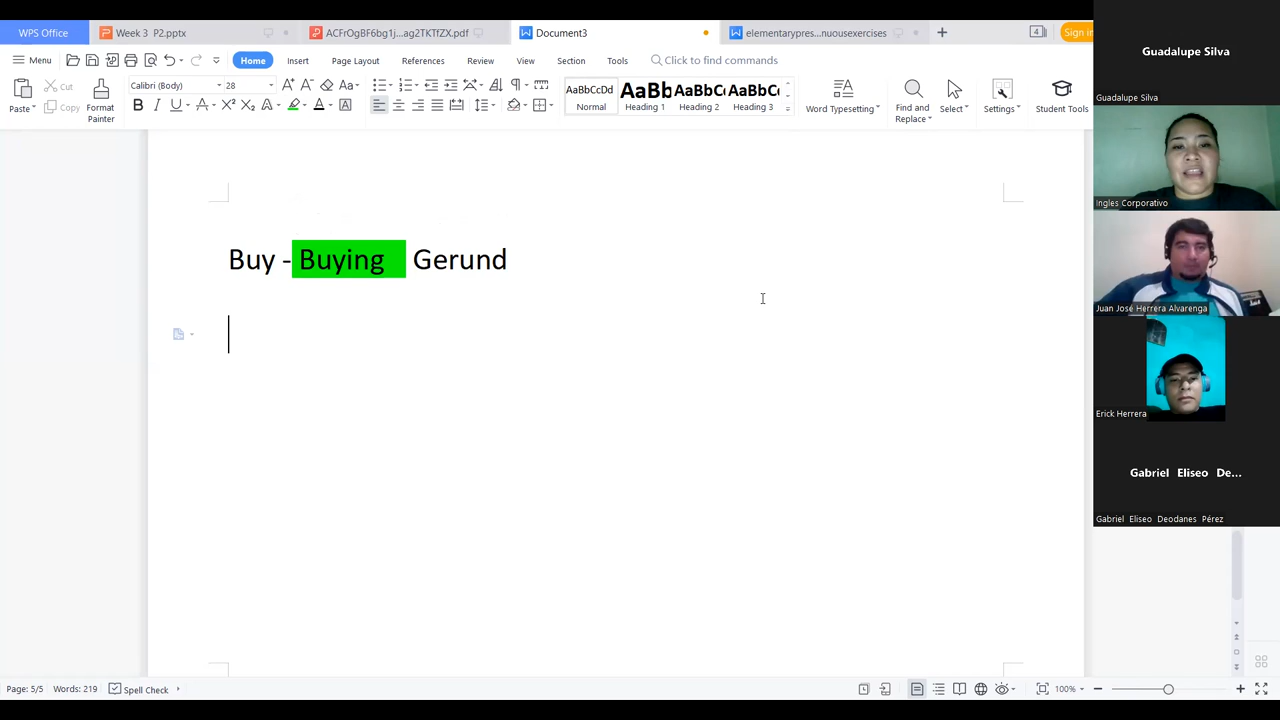 WPS Office
Week 3 P2.pptx
ACFrOgBF6bg1j...ag2TKTfZX.pdf
Document3
elementarypres...nuousexercises
Sign in
Menu
Home
Insert
Page Layout
References
Review
View
Section
Tools
Click to find commands
Paste
Cut
Copy
Format Painter
Calibri (Body)
28
AaBbCcDd
Normal
AaBb
Heading 1
AaBbC
Heading 2
AaBbC
Heading 3
Word Typesetting
Find and Replace
Select
Settings
Student Tools
Buy - Buying Gerund
Guadalupe Silva
Guadalupe Silva
Ingles Corporativo
Juan José Herrera Alvarenga
Erick Herrera
Gabriel Eliseo De...
Gabriel Eliseo Deodanes Pérez
Page: 5/5 Words: 219 Spell Check
100%